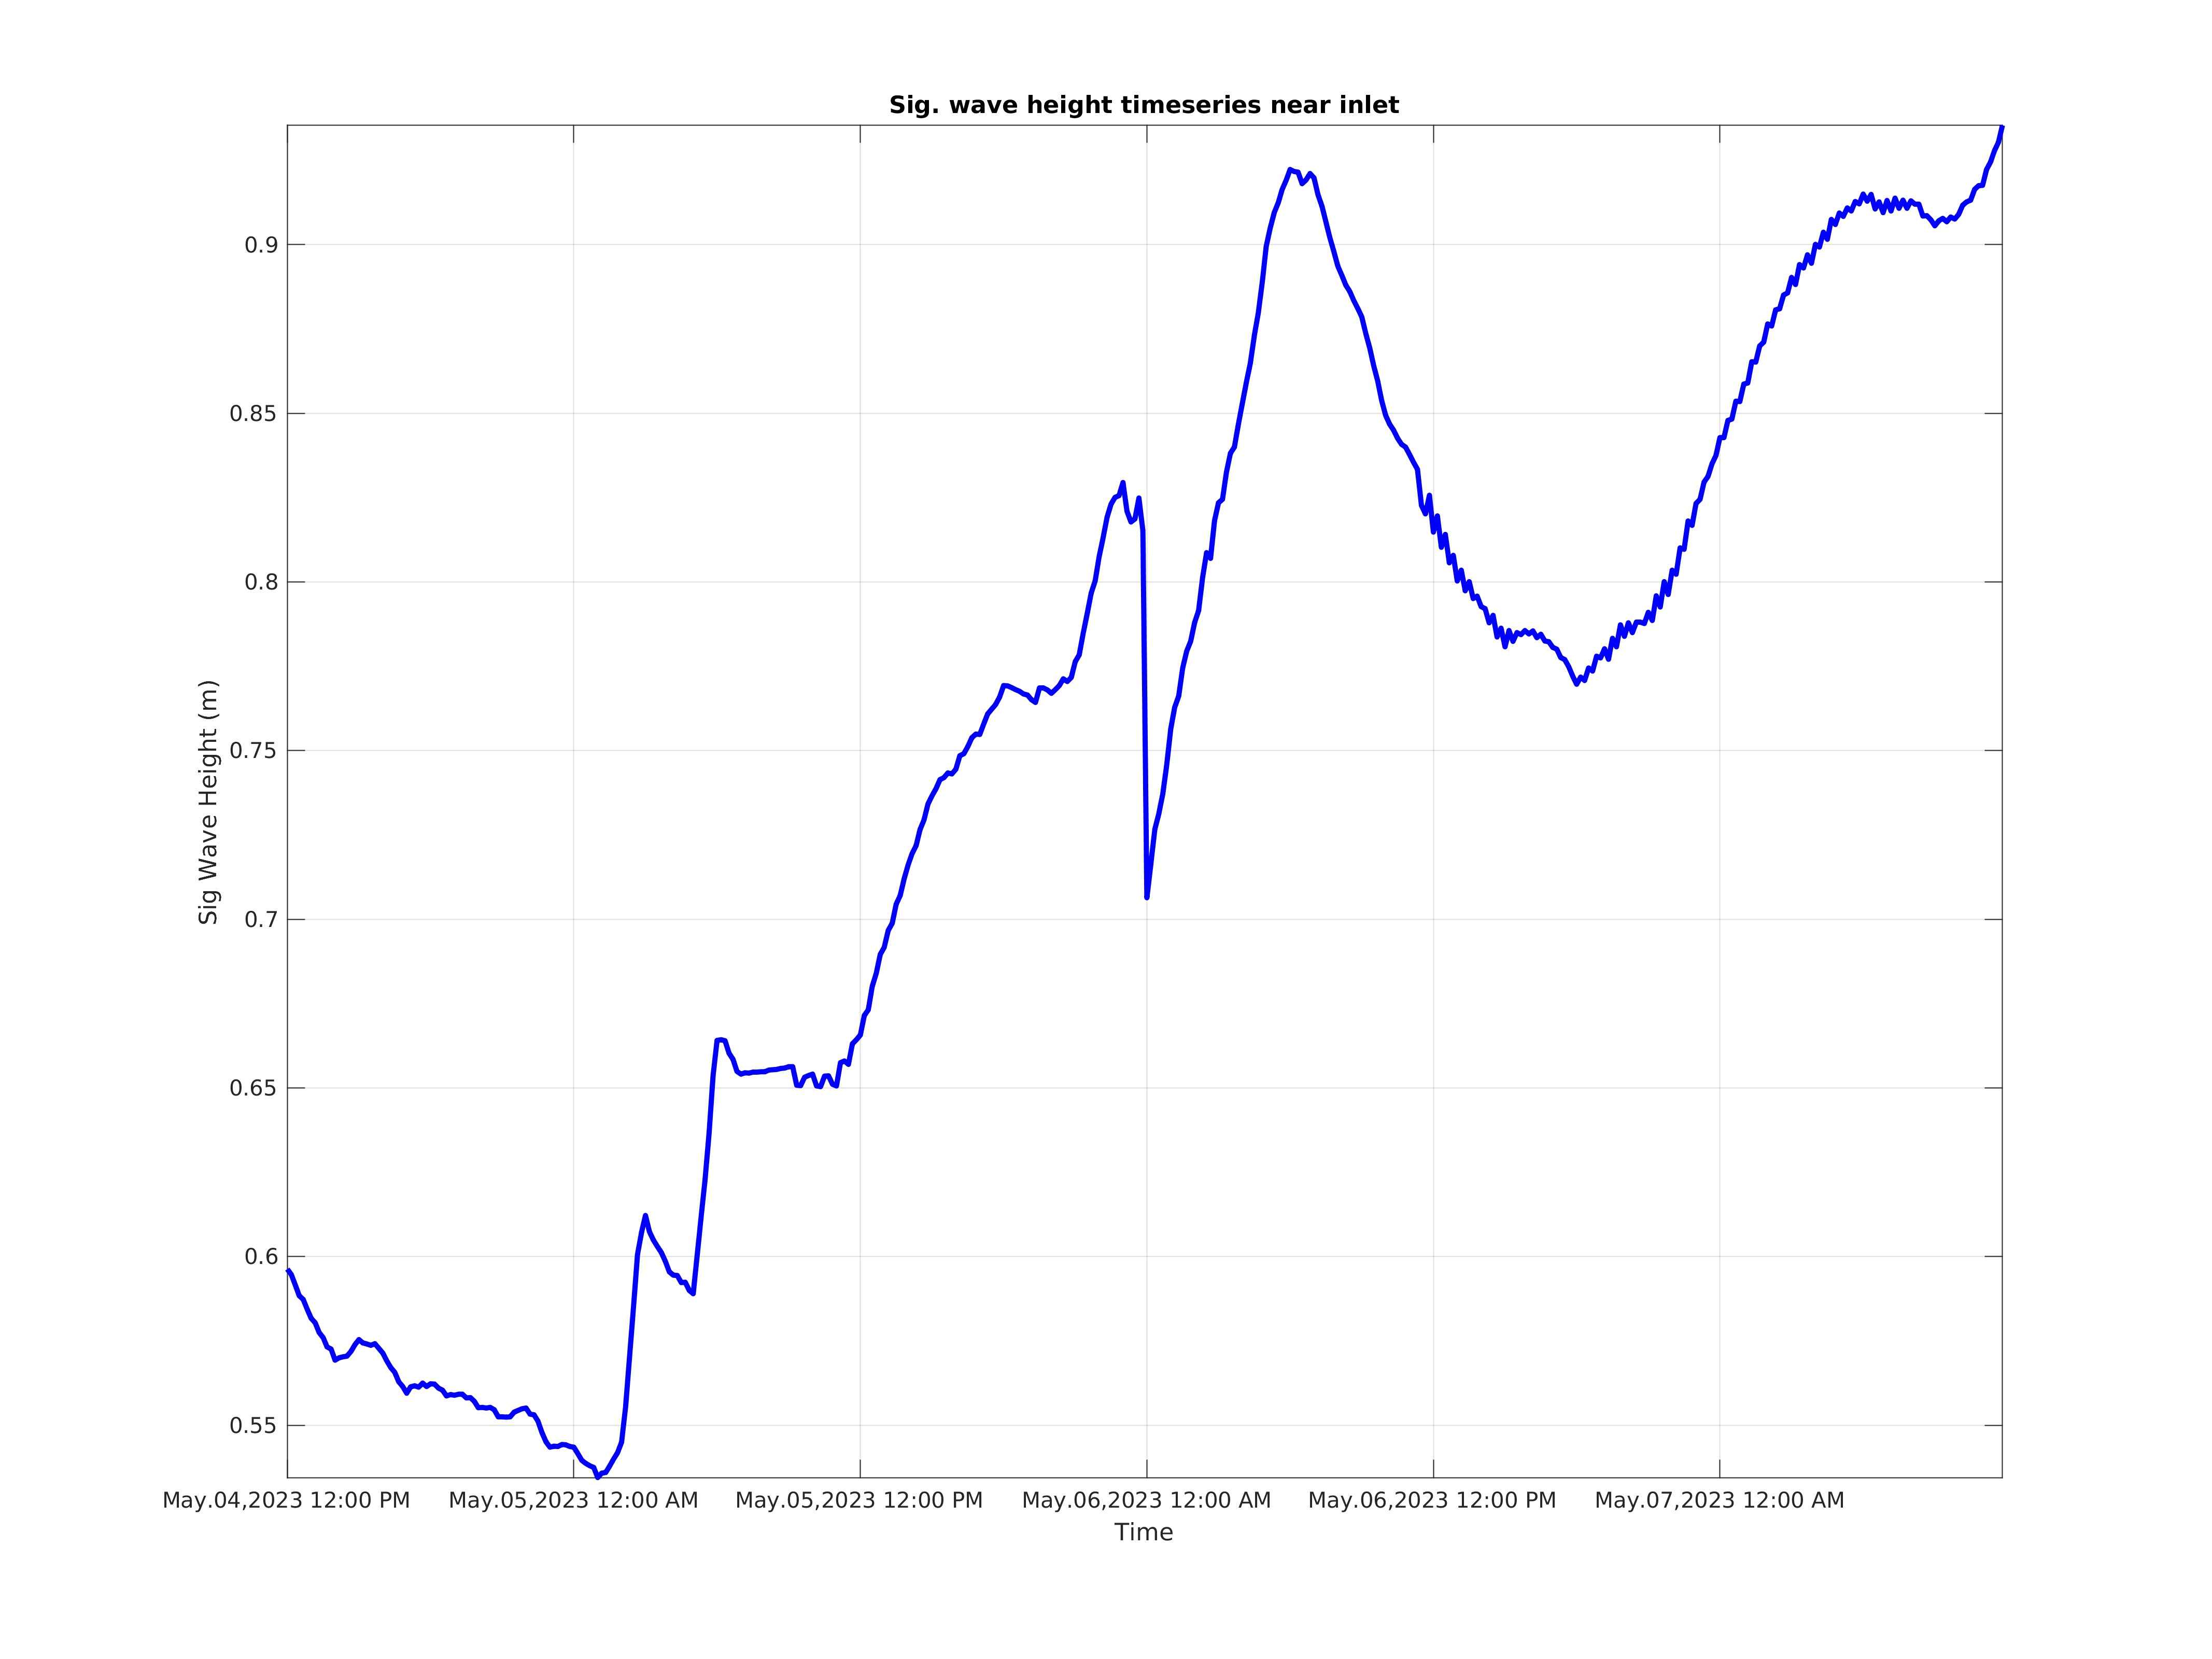 Sig. wave height timeseries near inlet
0.9
0.85
0.8
0.75
0.7
0.65
0.6
0.55
Sig Wave Height (m)
May.04,2023 12:00 PM
May.05,2023 12:00 AM
May.05,2023 12:00 PM
May.06,2023 12:00 AM
May.06,2023 12:00 PM
May.07,2023 12:00 AM
Time